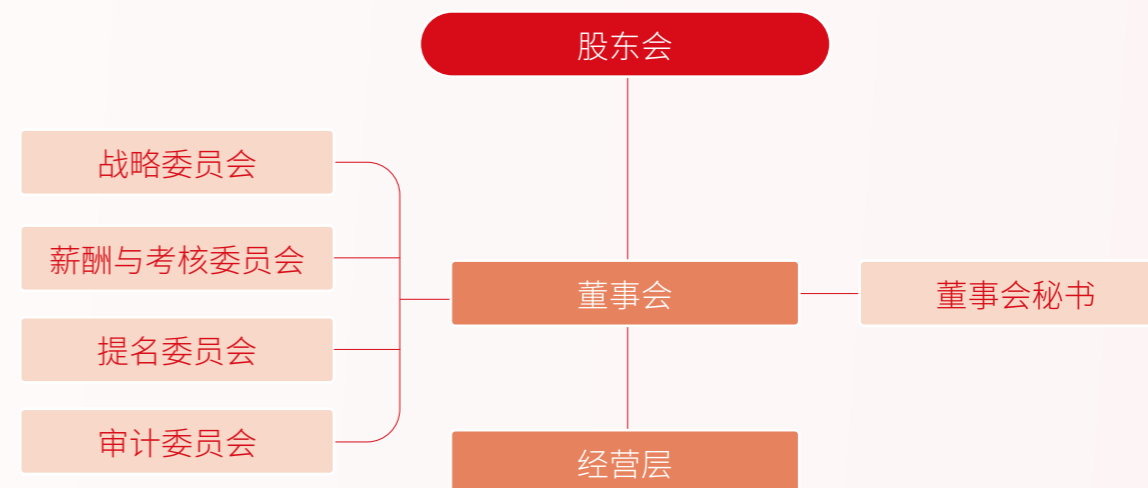 股东会
战略委员会
薪酬与考核委员会
董事会
董事会秘书
提名委员会
审计委员会
经营层